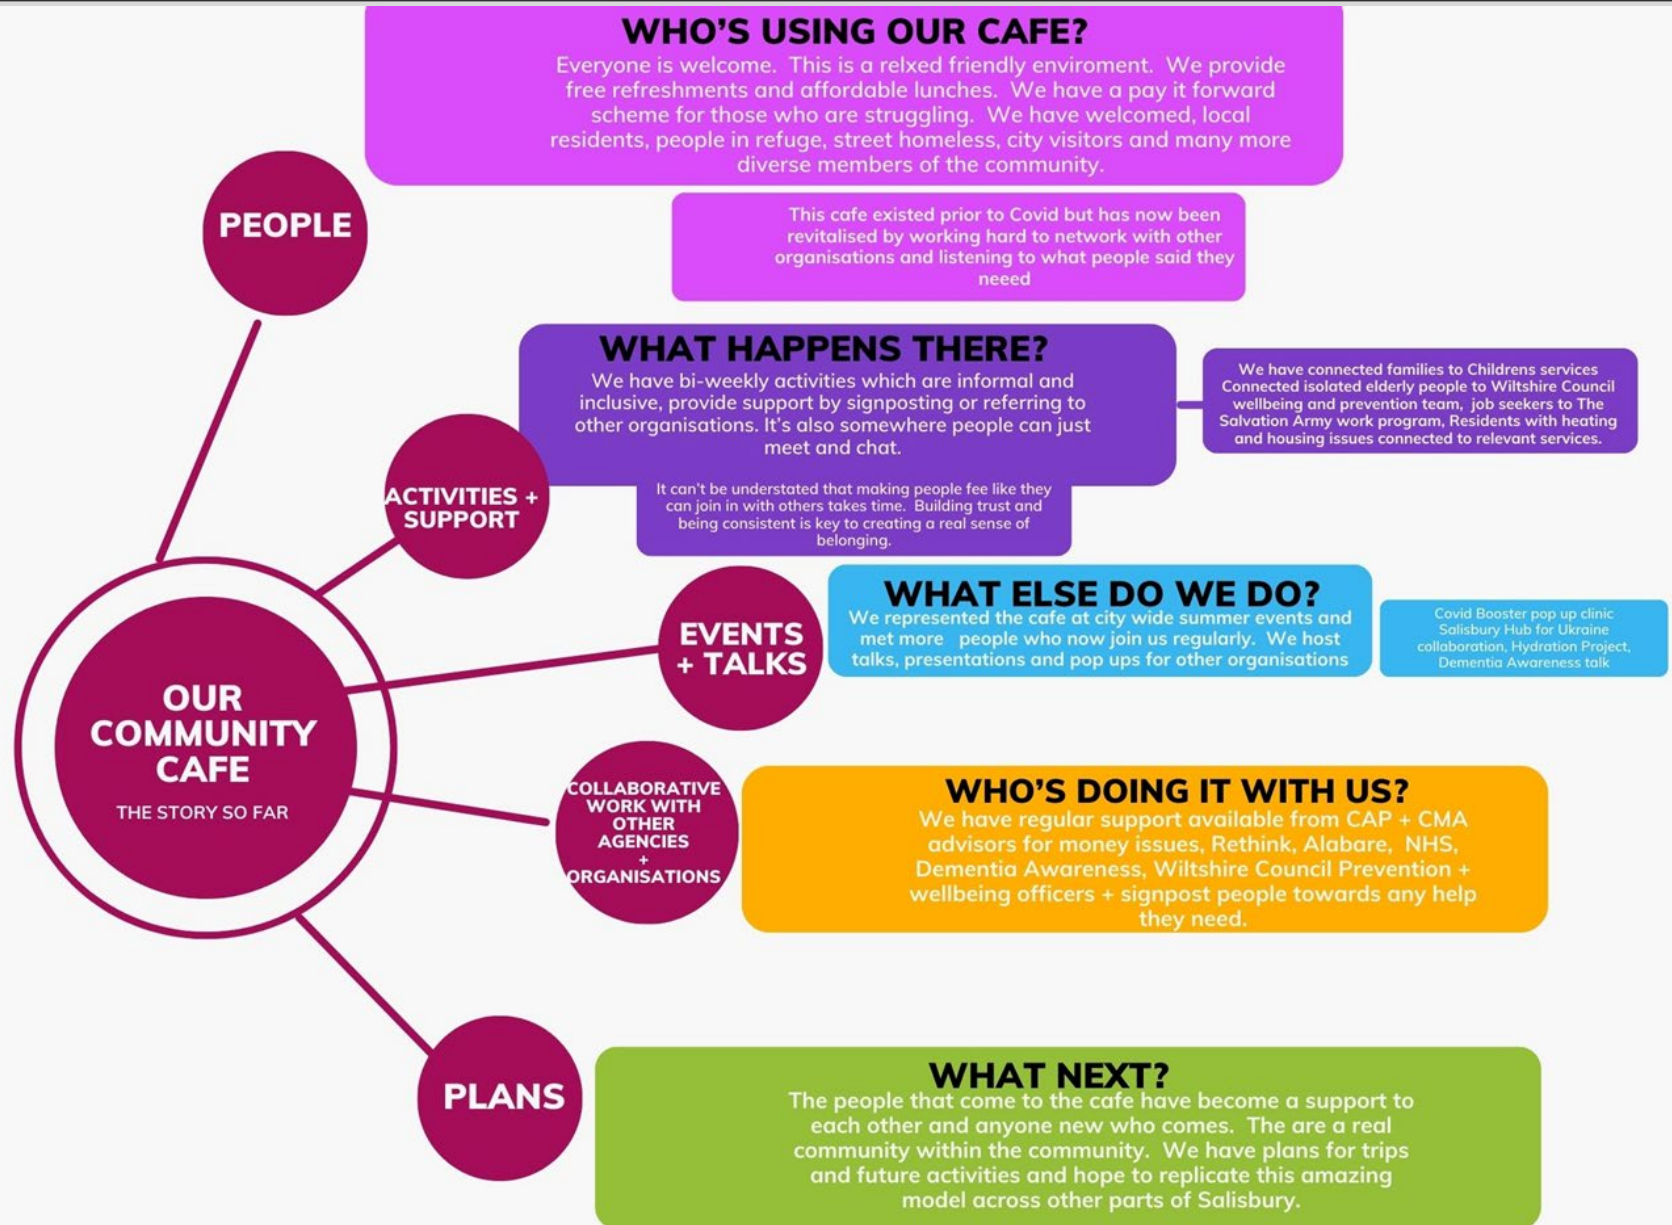 WHO'S USING OUR CAFE?
Everyone is welcome.  This is a relxed friendly enviroment.  We provide
free refreshments and affordable lunches.  We have a pay it forward
scheme for those who are struggling.  We have welcomed, local
residents, people in refuge, street homeless, city visitors and many more
diverse members of the community.
PEOPLE
This cafe existed prior to Covid but has now been
revitalised by working hard to network with other
organisations and listening to what people said they
neeed
WHAT HAPPENS THERE?
We have bi-weekly activities which are informal and
inclusive, provide support by signposting or referring to
other organisations. It's also somewhere people can just
meet and chat.
We have connected families to Childrens services
Connected isolated elderly people to Wiltshire Council
wellbeing and prevention team,  job seekers to The
Salvation Army work program, Residents with heating
and housing issues connected to relevant services.
ACTIVITIES +
SUPPORT
It can't be understated that making people fee like they
can join in with others takes time.  Building trust and
being consistent is key to creating a real sense of
belonging.
EVENTS
+ TALKS
WHAT ELSE DO WE DO?
We represented the cafe at city wide summer events and
met more   people who now join us regularly.  We host
talks, presentations and pop ups for other organisations
Covid Booster pop up clinic
Salisbury Hub for Ukraine
collaboration, Hydration Project,
Dementia Awareness talk
OUR
COMMUNITY
CAFE
THE STORY SO FAR
COLLABORATIVE
WORK WITH
OTHER
AGENCIES
+
ORGANISATIONS
WHO'S DOING IT WITH US?
We have regular support available from CAP + CMA
advisors for money issues, Rethink, Alabare,  NHS,
Dementia Awareness, Wiltshire Council Prevention +
wellbeing officers + signpost people towards any help
they need.
PLANS
WHAT NEXT?
The people that come to the cafe have become a support to
each other and anyone new who comes.  The are a real
community within the community.  We have plans for trips
and future activities and hope to replicate this amazing
model across other parts of Salisbury.